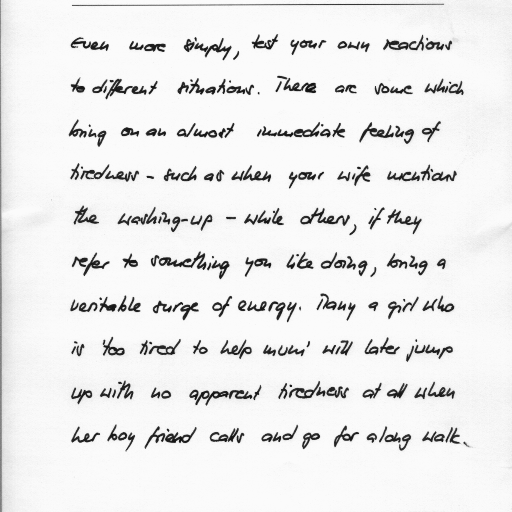 Even more simply, test your own reactions
to different situations. There are some which
bring on an almost immediate feeling of
tiredness - such as when your wife mentions
the washing-up - while others, if they
refer to something you like doing, bring a
veritable surge of energy. Many a girl who
is 'too tired to help mum' will later jump
up with no apparent tiredness at all when
her boy friend calls and go for a long walk.